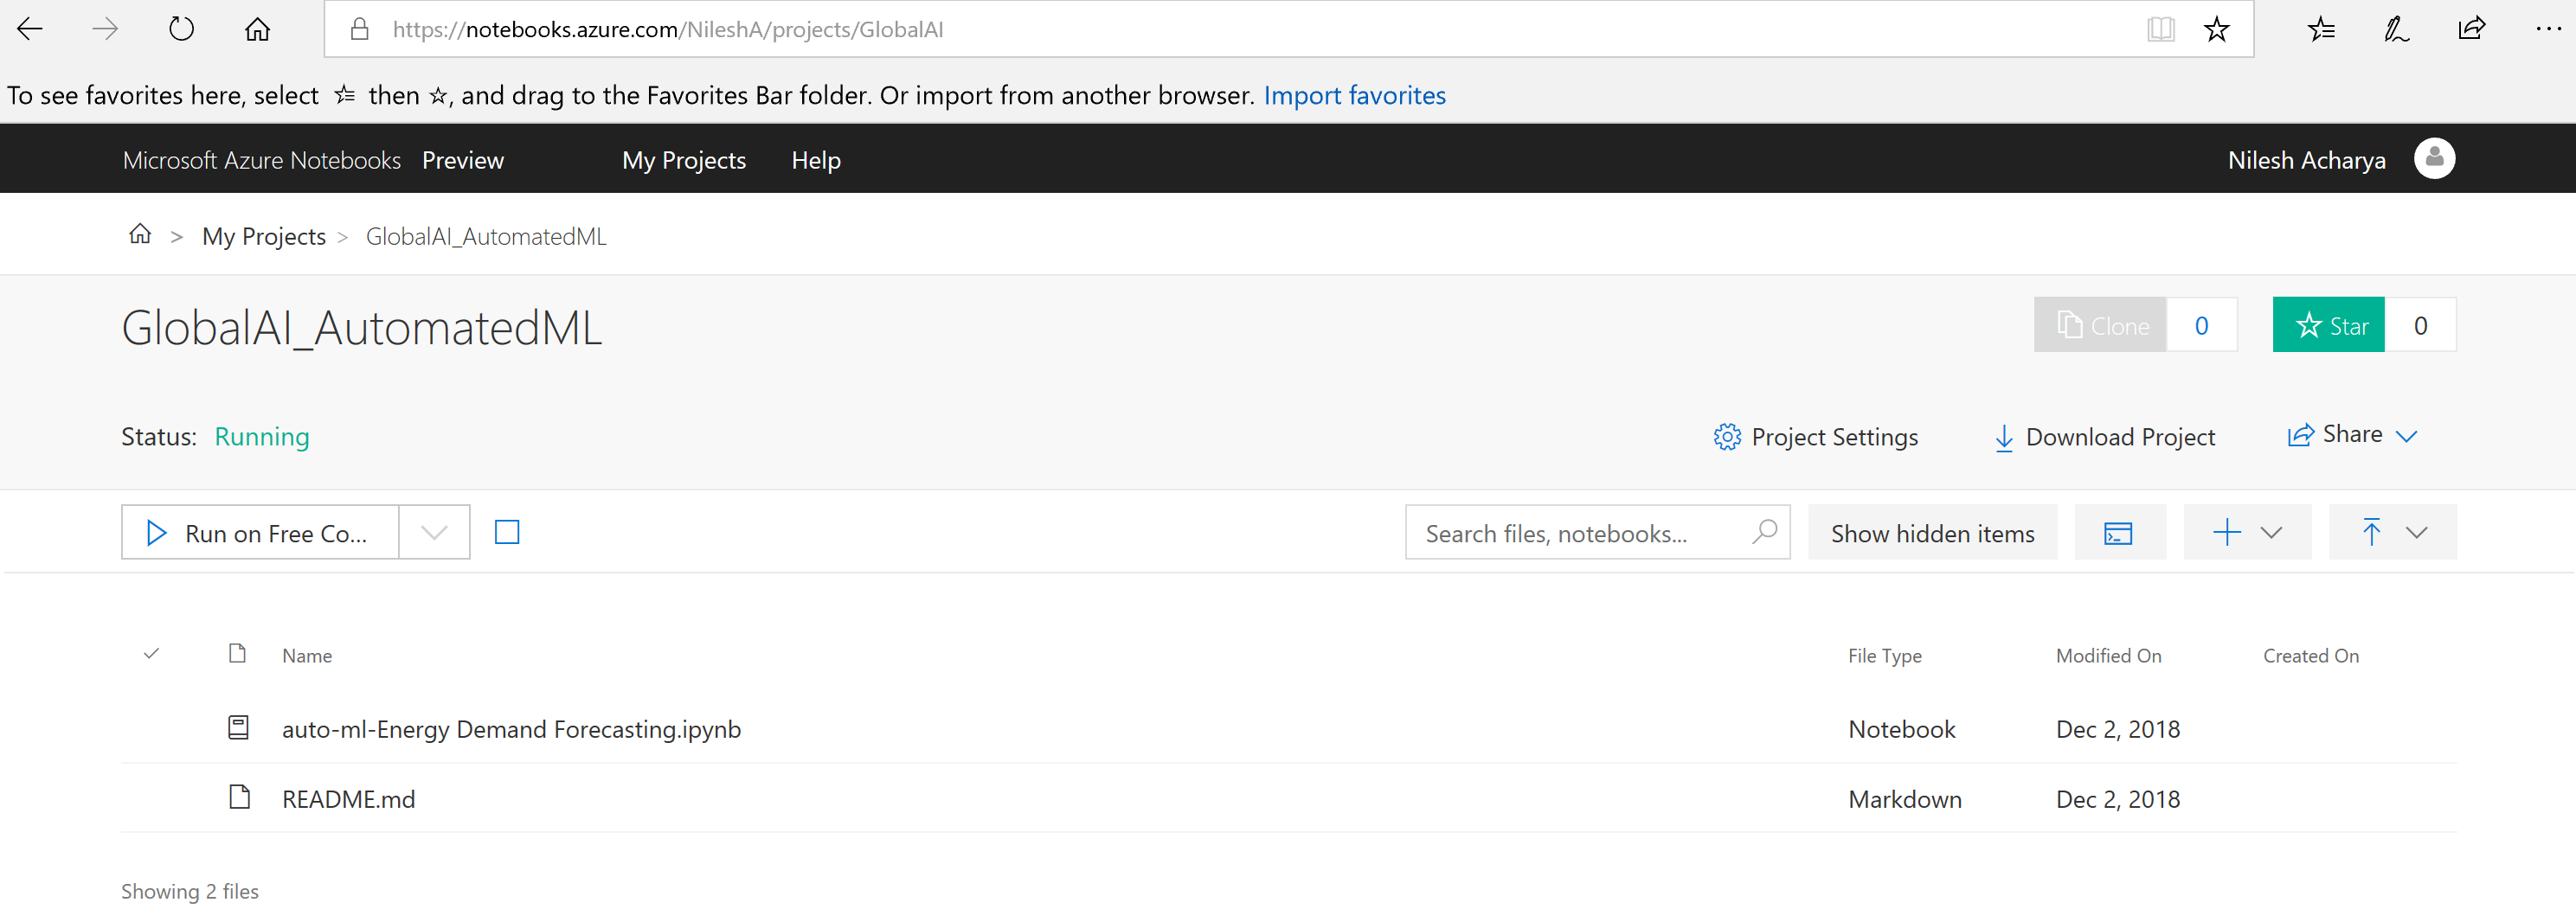 https://notebooks.azure.com/NileshA/projects/GlobalAI
To see favorites here, select then , and drag to the Favorites Bar folder. Or import from another browser. Import favorites
Microsoft Azure Notebooks Preview My Projects Help Nilesh Acharya
> My Projects > GlobalAI_AutomatedML
GlobalAI_AutomatedML Clone 0 Star 0
Status: Running Project Settings Download Project Share
Run on Free Co... Search files, notebooks... Show hidden items
Name File Type Modified On Created On
auto-ml-Energy Demand Forecasting.ipynb Notebook Dec 2, 2018
README.md Markdown Dec 2, 2018
Showing 2 files